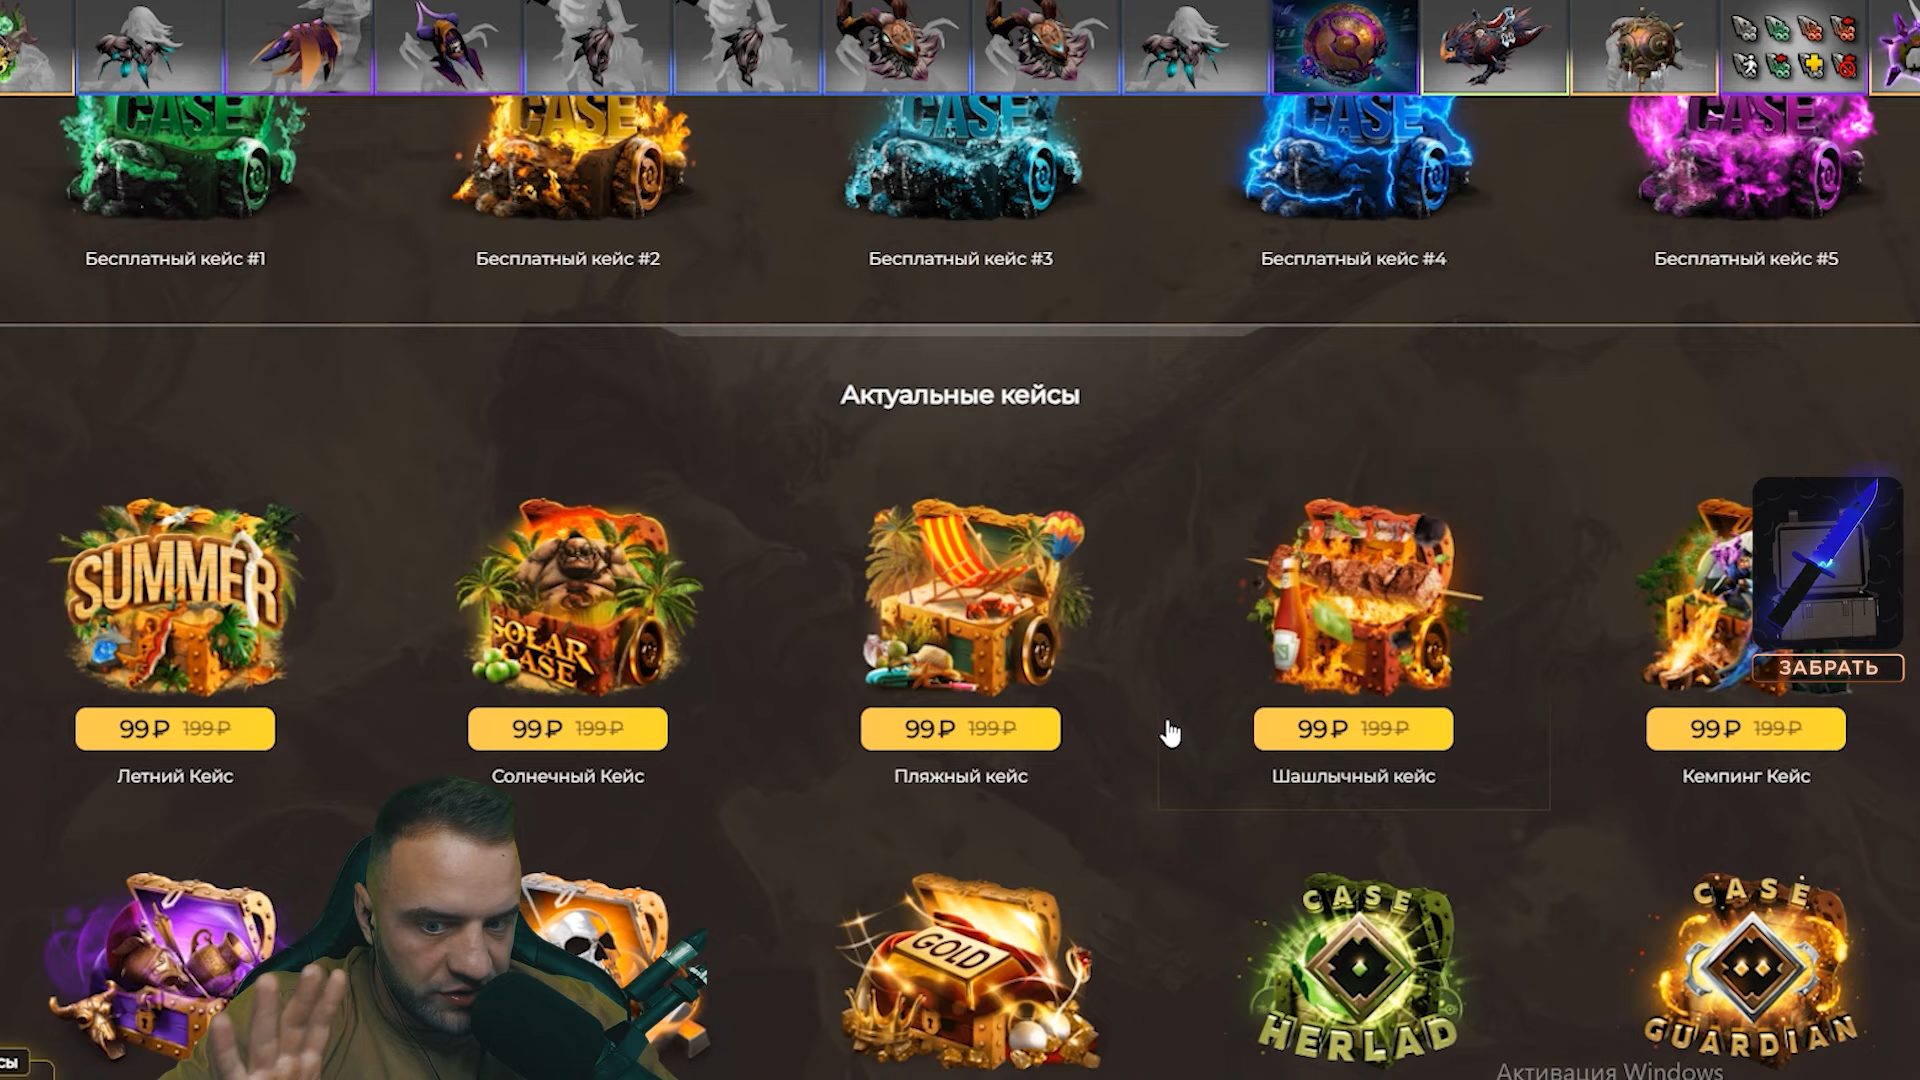 CASE
CASE
CASE
CASE
CASE
Бесплатный кейс #1
Бесплатный кейс #2
Бесплатный кейс #3
Бесплатный кейс #4
Бесплатный кейс #5
Актуальные кейсы
SUMMER
SOLAR
CASE
ЗАБРАТЬ
99 ₽ 199 ₽
99 ₽ 199 ₽
99 ₽ 199 ₽
99 ₽ 199 ₽
99 ₽ 199 ₽
Летний Кейс
Солнечный Кейс
Пляжный кейс
Шашлычный кейс
Кемпинг Кейс
GOLD
CASE
HERLAD
CASE
GUARDIAN
сы
Активация Windows